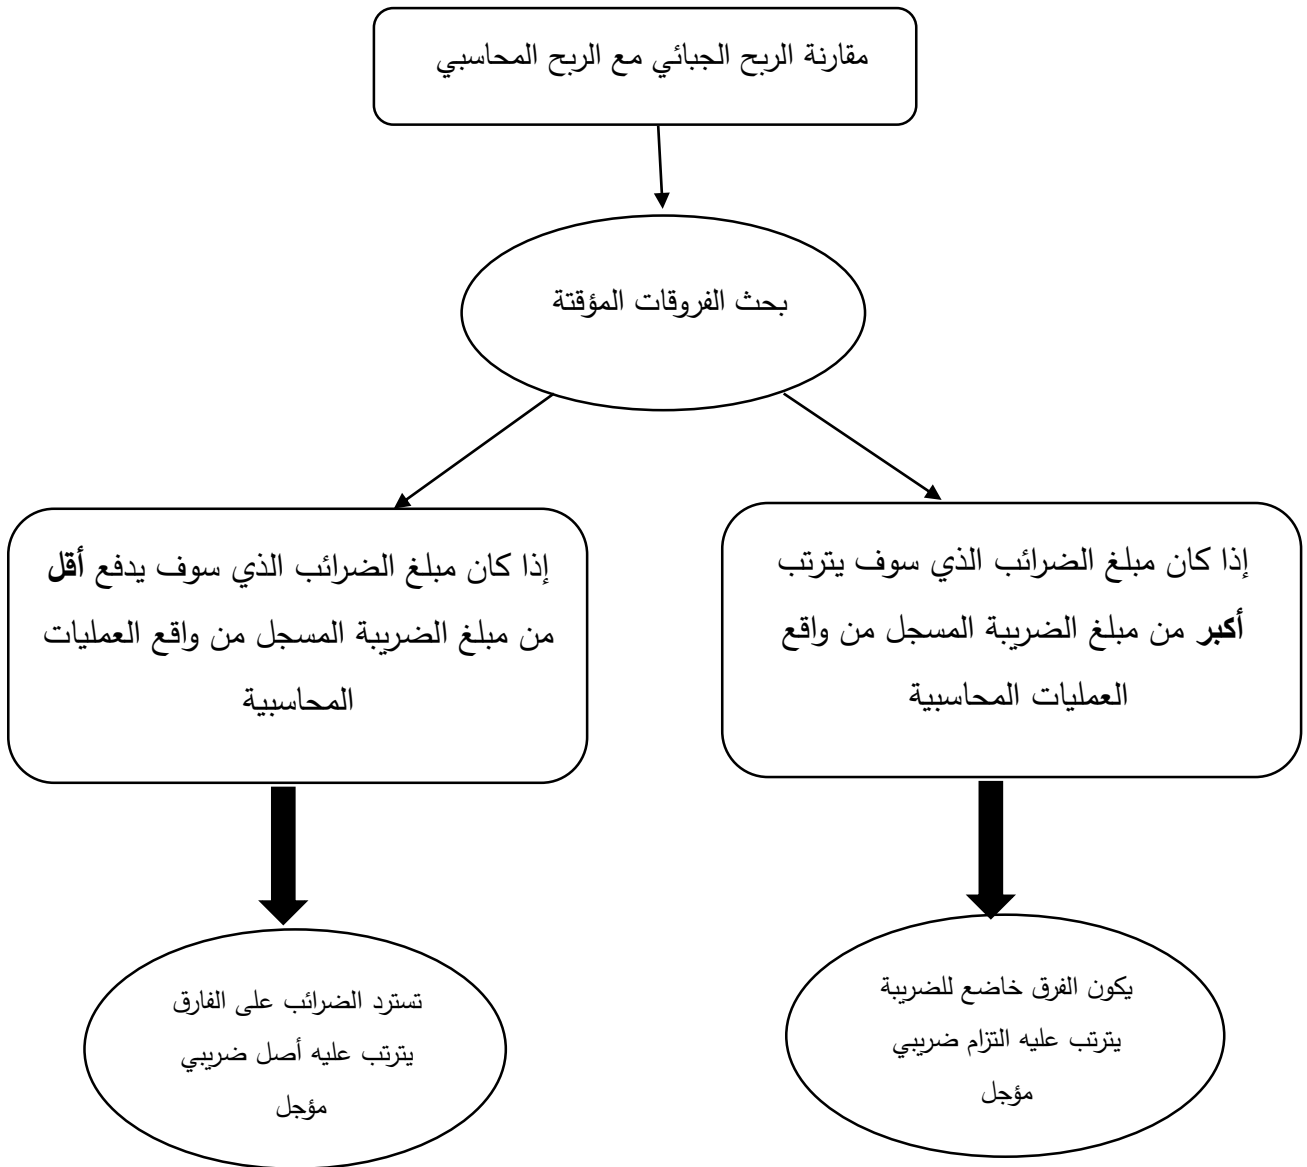 مقارنة الربح الجبائي مع الربح المحاسبي
بحث الفروقات المؤقتة
إذا كان مبلغ الضرائب الذي سوف يترتب
أكبر من مبلغ الضريبة المسجل من واقع
العمليات المحاسبية
إذا كان مبلغ الضرائب الذي سوف يدفع أقل
من مبلغ الضريبة المسجل من واقع العمليات
المحاسبية
يكون الفرق خاضع للضريبة
يترتب عليه التزام ضريبي
مؤجل
تسترد الضرائب على الفارق
يترتب عليه أصل ضريبي
مؤجل